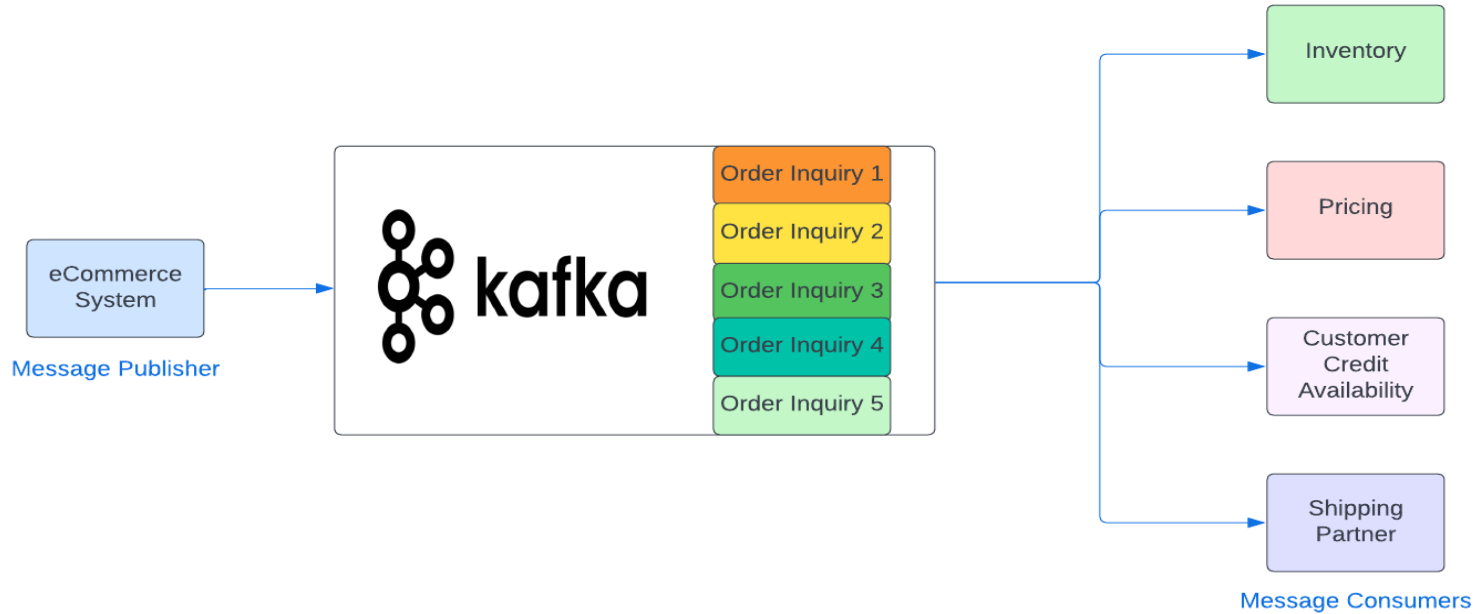 eCommerce
System
Message Publisher
kafka
Order Inquiry 1
Order Inquiry 2
Order Inquiry 3
Order Inquiry 4
Order Inquiry 5
Inventory
Pricing
Customer
Credit
Availability
Shipping
Partner
Message Consumers